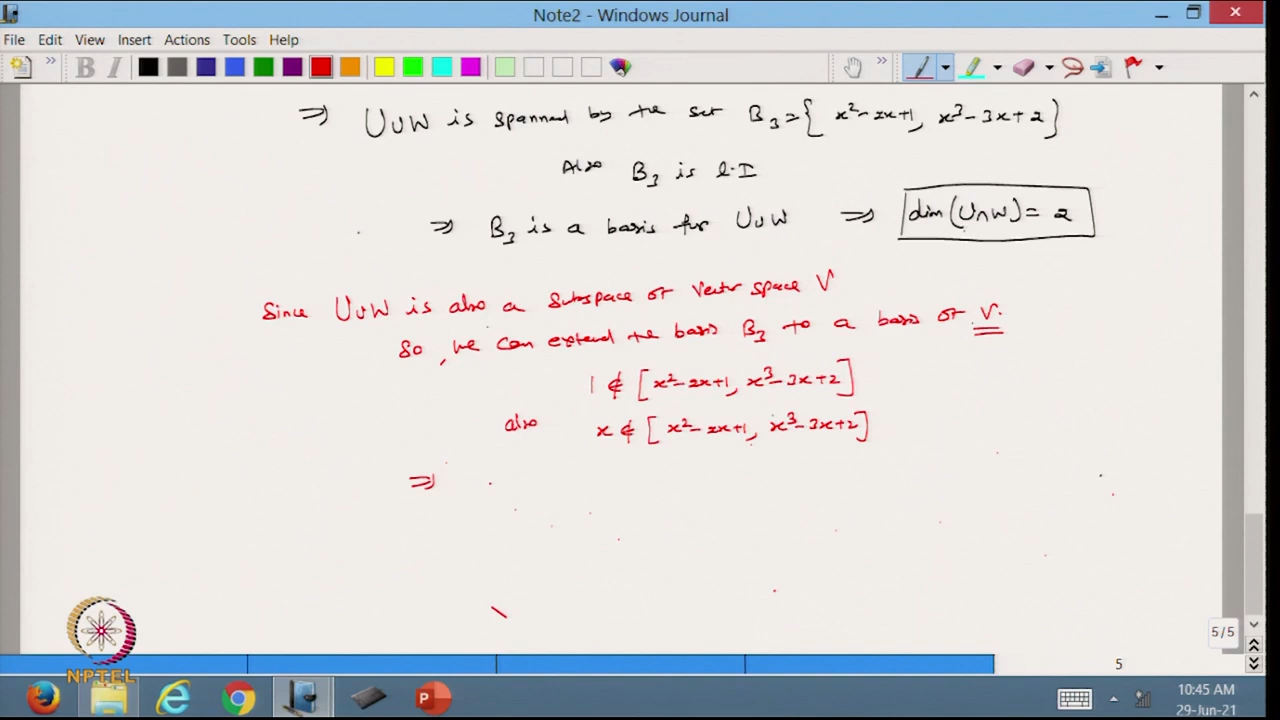 Note2 - Windows Journal
File Edit View Insert Actions Tools Help
⇒ U∪W is spanned by the set B₃ = { x²-2x+1, x³-3x+2 }
Also B₃ is l.I
⇒ B₃ is a basis for U∪W ⇒ dim(U∩W) = 2
Since U∪W is also a subspace of vector space V
So, we can extend the basis B₃ to a basis of V.
1 ∉ [ x²-2x+1, x³-3x+2 ]
also x ∉ [ x²-2x+1, x³-3x+2 ]
⇒
5/5
NPTEL
5
10:45 AM
29-Jun-21